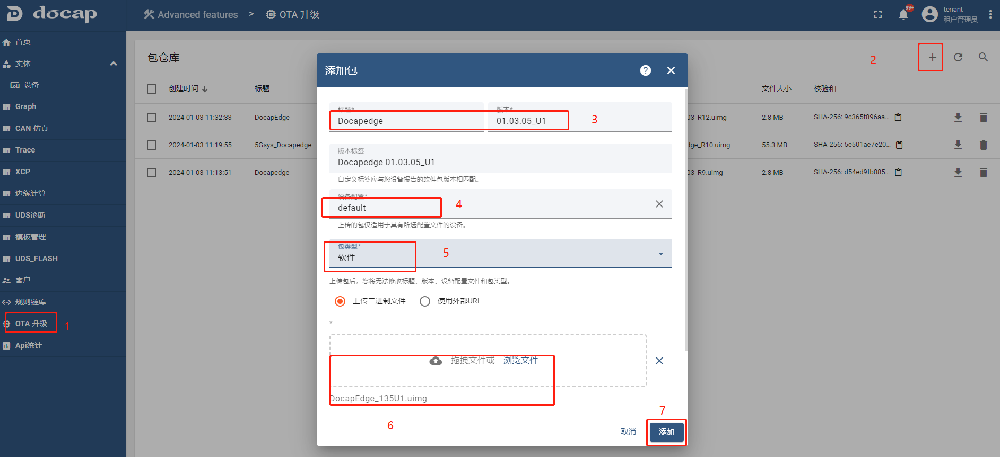 docap
Advanced features > OTA 升级
99+
tenant
租户管理员
首页
实体
设备
Graph
CAN 仿真
Trace
XCP
边缘计算
UDS诊断
模板管理
UDS_FLASH
客户
规则链库
OTA 升级
1
Api统计
包仓库
2
创建时间 标题 文件大小 校验和
2024-01-03 11:32:33 DocapEdge 03_R12.uimg 2.8 MB SHA-256: 9c365f896aa...
2024-01-03 11:19:55 5Gsys_Docapedge dge_R10.uimg 55.3 MB SHA-256: 5e501ae7e20...
2024-01-03 11:13:51 Docapedge 03_R9.uimg 2.8 MB SHA-256: d54ed9fb085...
添加包
标题* 版本*
Docapedge 01.03.05_U1 3
版本标签
Docapedge 01.03.05_U1
自定义标签应与您设备报告的软件包版本相匹配。
设备配置*
default 4
上传的包仅适用于具有所选配置文件的设备。
包类型*
软件 5
上传包后，您将无法修改标题、版本、设备配置文件和包类型。
上传二进制文件 使用外部URL
*
拖拽文件或 浏览文件
DocapEdge_135U1.uimg
6
7
取消 添加